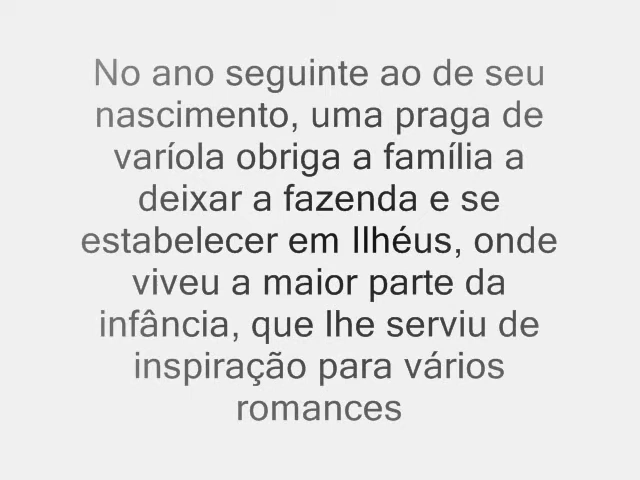 No ano seguinte ao de seu
nascimento, uma praga de
varíola obriga a família a
deixar a fazenda e se
estabelecer em Ilhéus, onde
viveu a maior parte da
infância, que lhe serviu de
inspiração para vários
romances